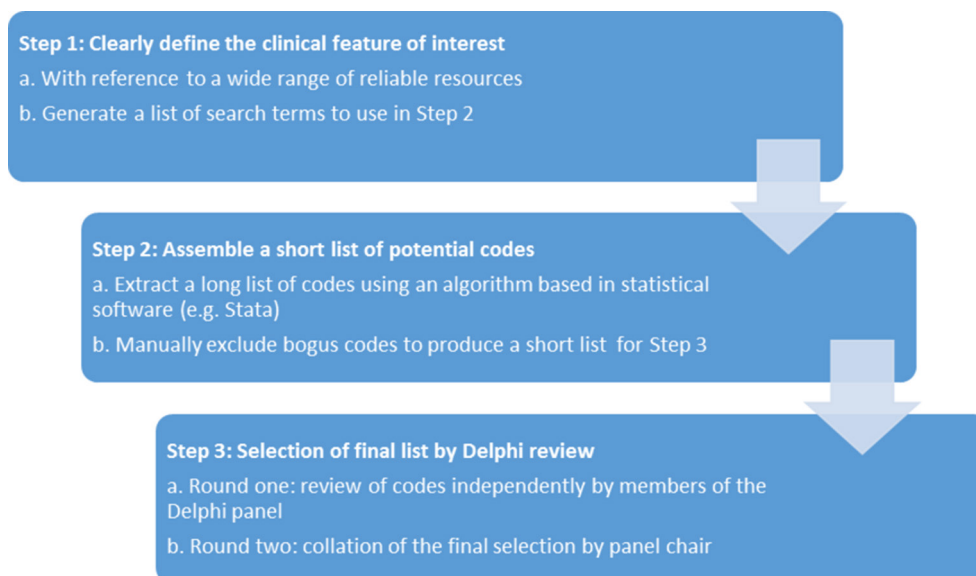 Step 1: Clearly define the clinical feature of interest
a. With reference to a wide range of reliable resources
b. Generate a list of search terms to use in Step 2
Step 2: Assemble a short list of potential codes
a. Extract a long list of codes using an algorithm based in statistical
software (e.g. Stata)
b. Manually exclude bogus codes to produce a short list for Step 3
Step 3: Selection of final list by Delphi review
a. Round one: review of codes independently by members of the
Delphi panel
b. Round two: collation of the final selection by panel chair